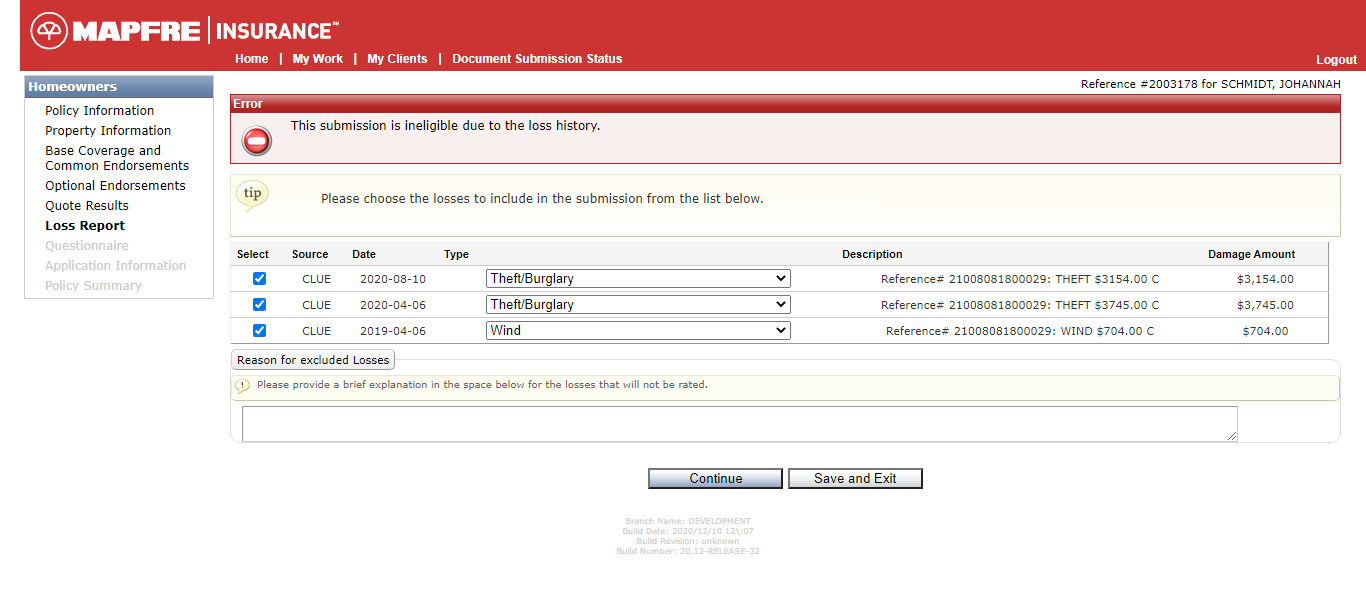 MAPFRE | INSURANCE℠
Home | My Work | My Clients | Document Submission Status
Logout
Reference #2003178 for SCHMIDT, JOHANNAH
Homeowners
Policy Information
Property Information
Base Coverage and
Common Endorsements
Optional Endorsements
Quote Results
Loss Report
Questionnaire
Application Information
Policy Summary
Error
This submission is ineligible due to the loss history.
tip
Please choose the losses to include in the submission from the list below.
Select Source Date Type Description Damage Amount
CLUE 2020-08-10 Theft/Burglary Reference# 21008081800029: THEFT $3154.00 C $3,154.00
CLUE 2020-04-06 Theft/Burglary Reference# 21008081800029: THEFT $3745.00 C $3,745.00
CLUE 2019-04-06 Wind Reference# 21008081800029: WIND $704.00 C $704.00
Reason for excluded Losses
! Please provide a brief explanation in the space below for the losses that will not be rated.
Continue Save and Exit
Branch Name: DEVELOPMENT
Build Date: 2020/12/10 12\:07
Build Revision: unknown
Build Number: 20.12-RELEASE-32